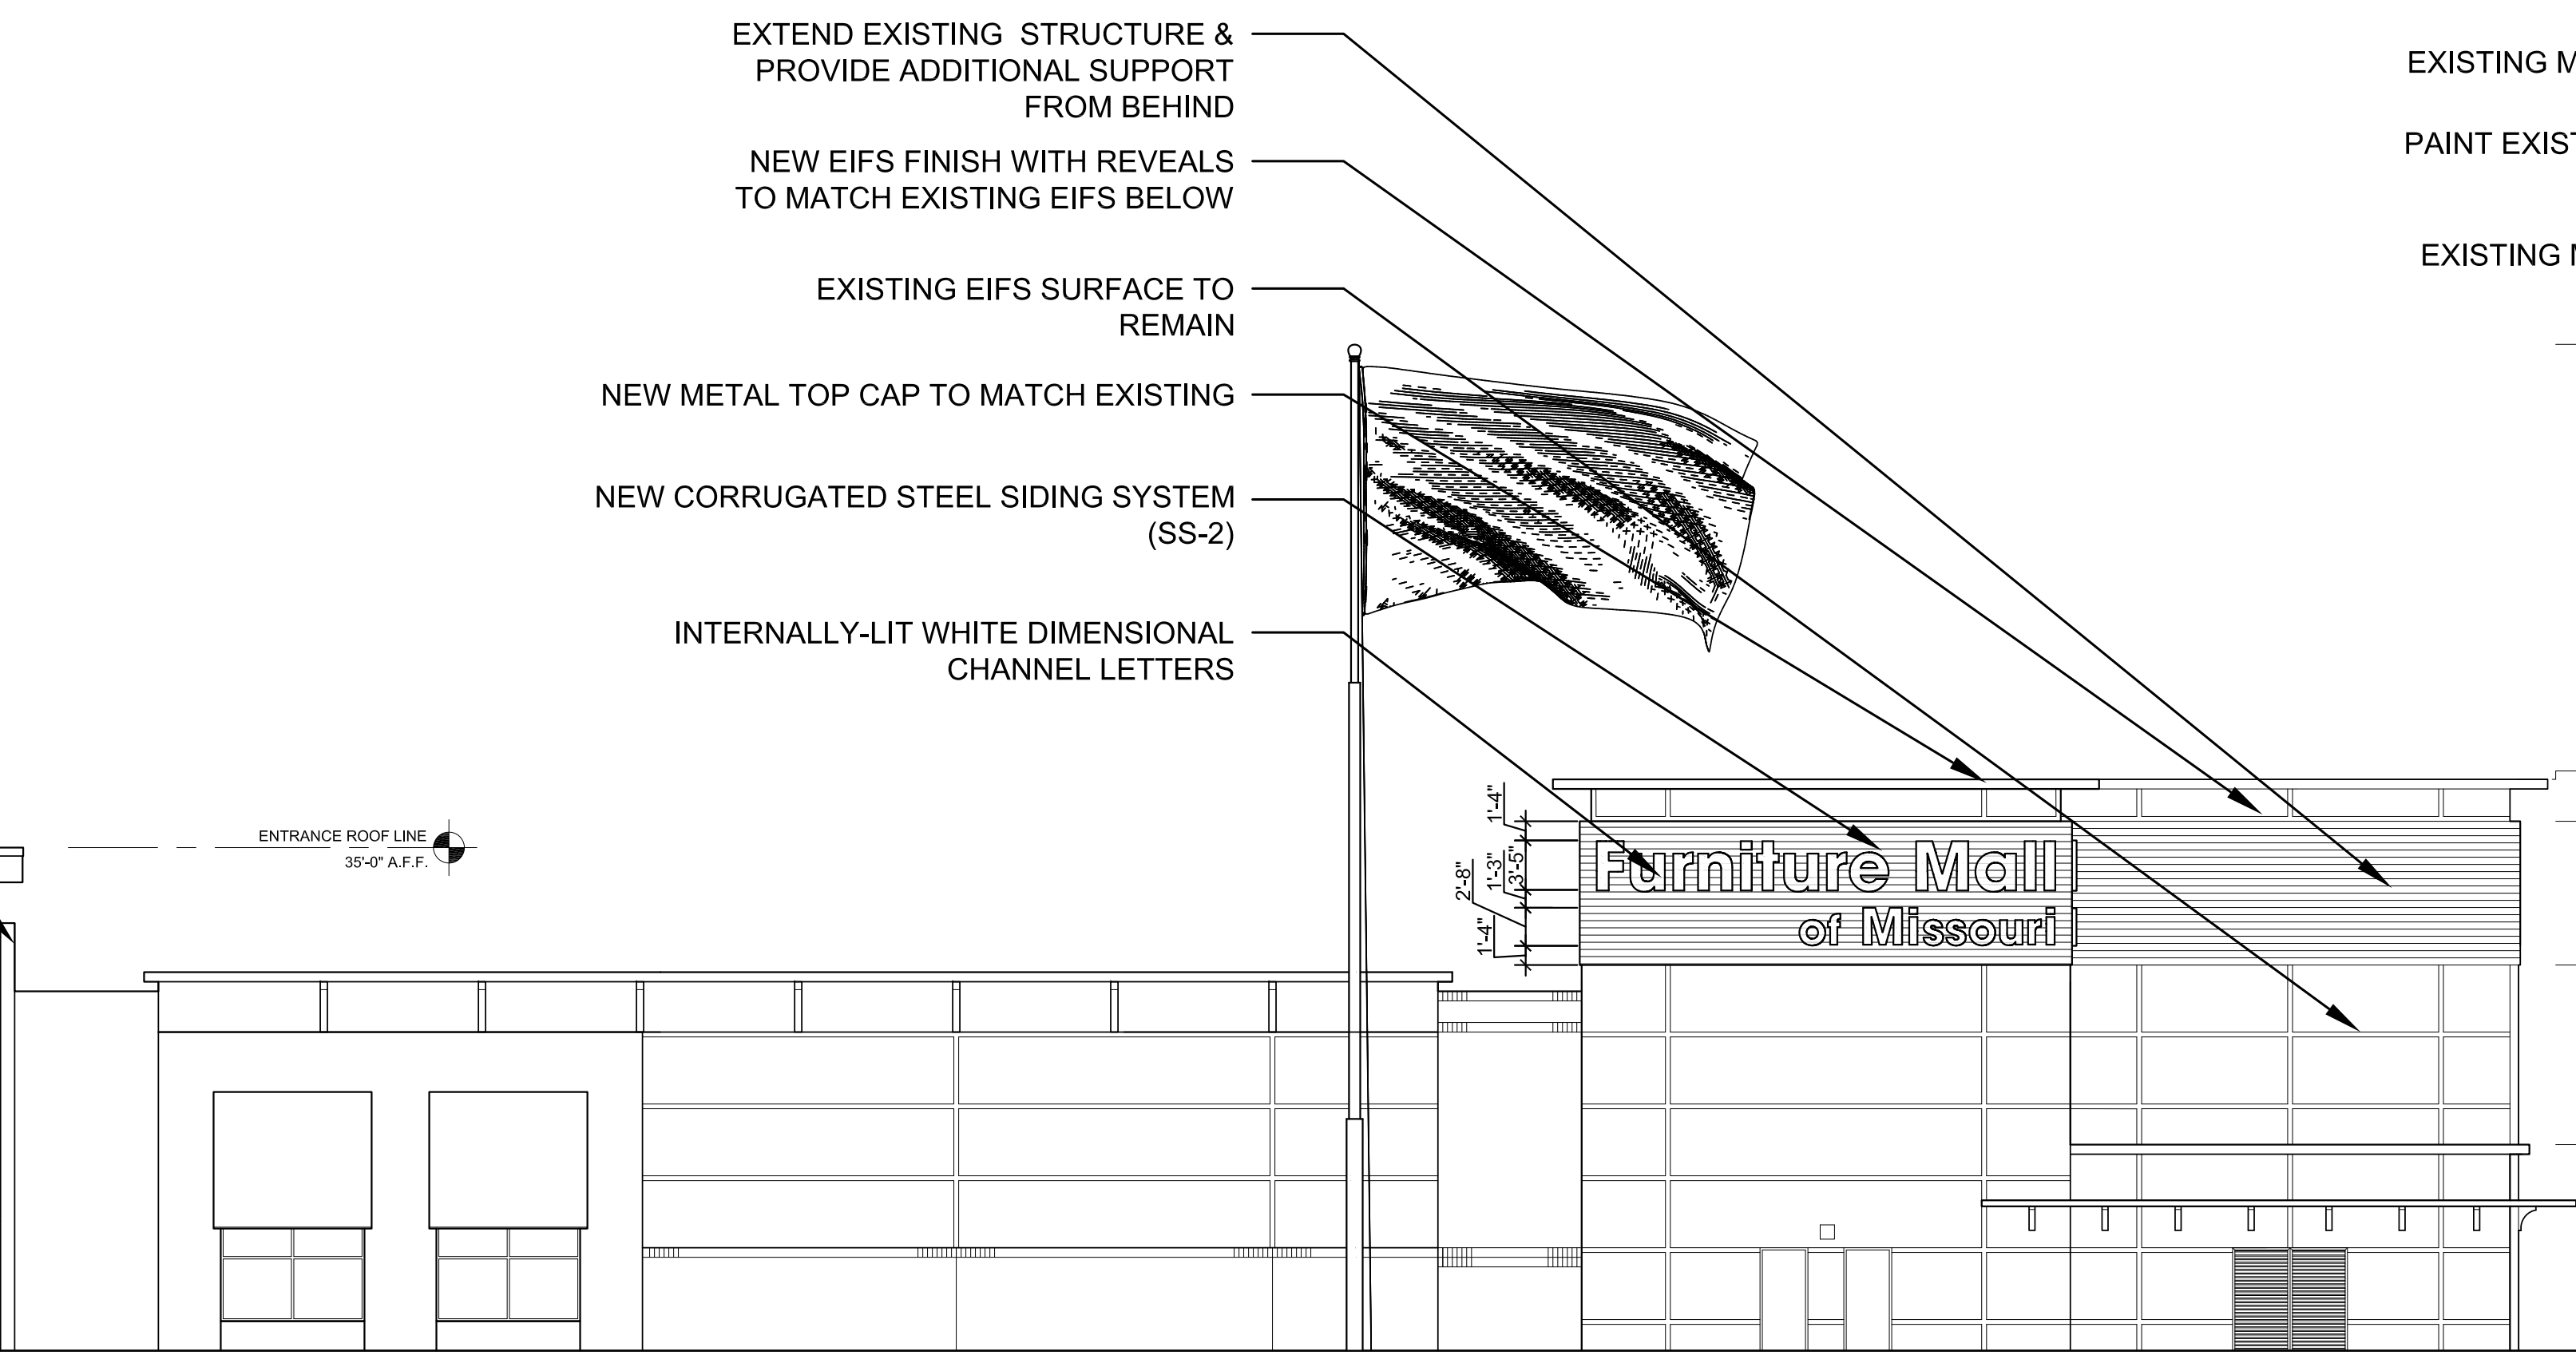 EXTEND EXISTING STRUCTURE &
PROVIDE ADDITIONAL SUPPORT
FROM BEHIND
NEW EIFS FINISH WITH REVEALS
TO MATCH EXISTING EIFS BELOW
EXISTING EIFS SURFACE TO
REMAIN
NEW METAL TOP CAP TO MATCH EXISTING
NEW CORRUGATED STEEL SIDING SYSTEM
(SS-2)
INTERNALLY-LIT WHITE DIMENSIONAL
CHANNEL LETTERS
EXISTING
PAINT
EXISTING
ENTRANCE ROOF LINE
35'-0" A.F.F.
1'-4"
3'-5"
1'-3"
2'-8"
1'-4"
Furniture Mall
of Missouri